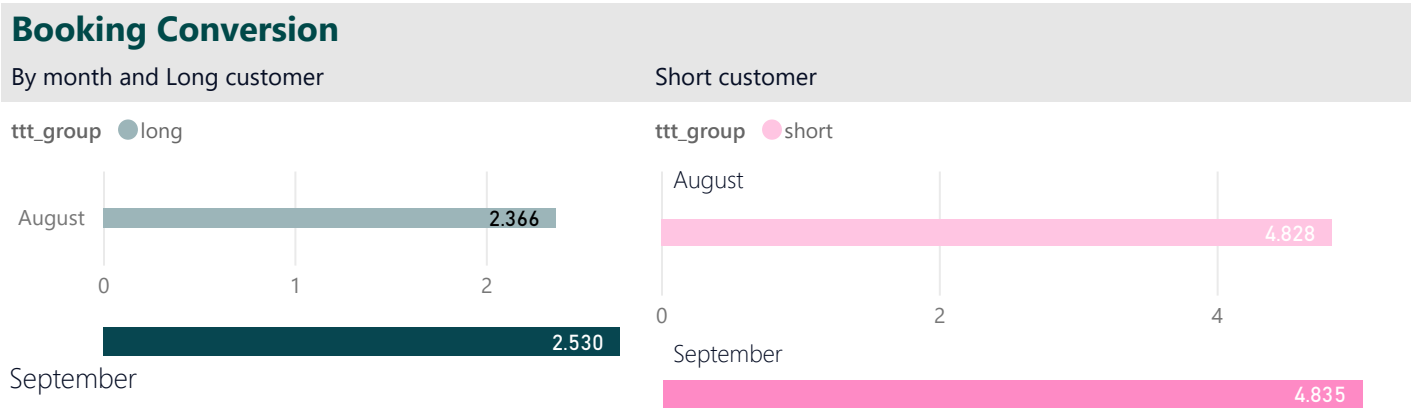 Booking Conversion
By month and Long customer
Short customer
ttt_group long
ttt_group short
August
2.366
0 1 2
2.530
September
August
4.828
0 2 4
September
4.835